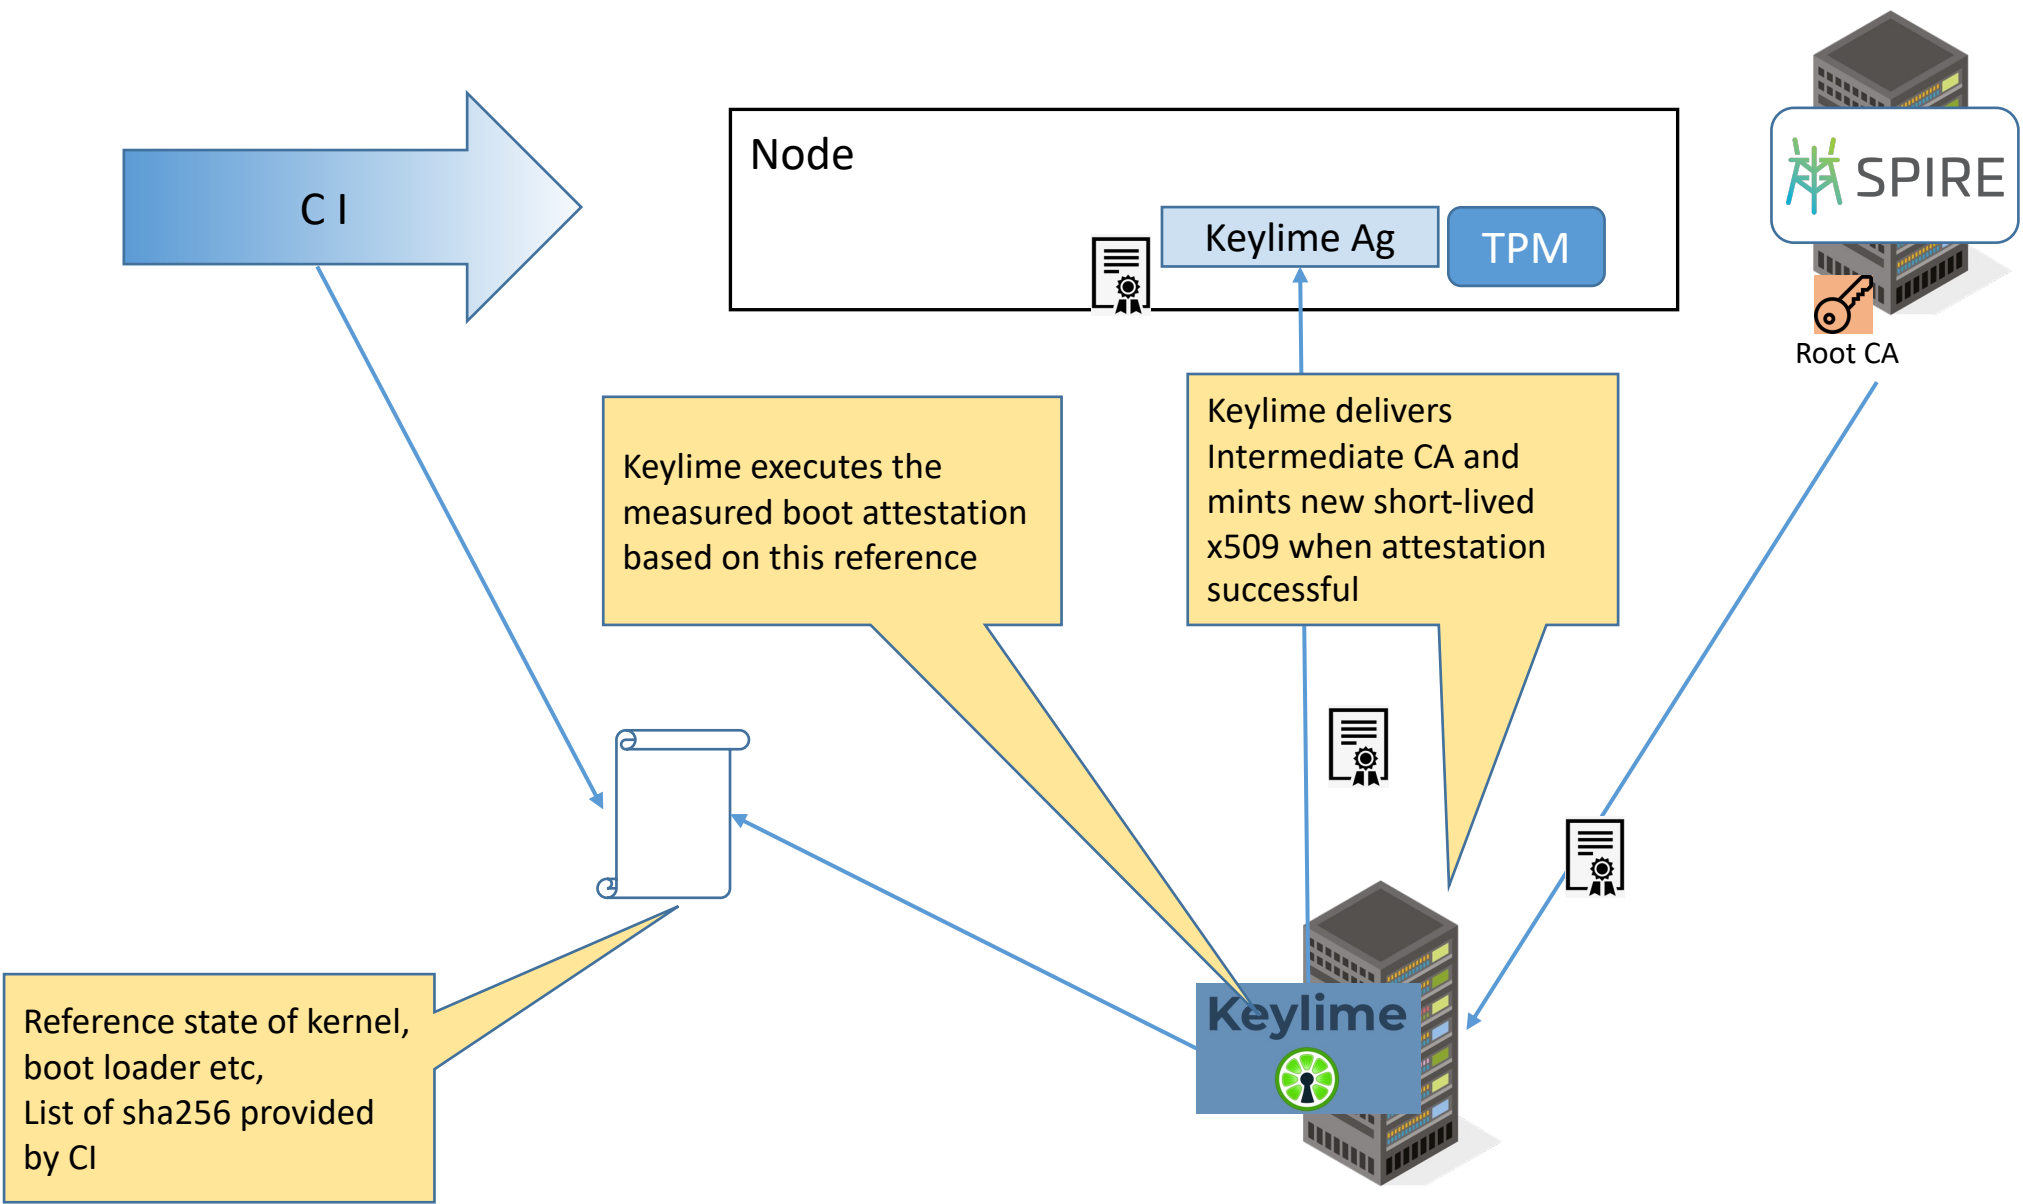 C I
Node
Keylime Ag
TPM
SPIRE
Root CA
Keylime executes the
measured boot attestation
based on this reference
Keylime delivers
Intermediate CA and
mints new short-lived
x509 when attestation
successful
Reference state of kernel,
boot loader etc,
List of sha256 provided
by CI
Keylime